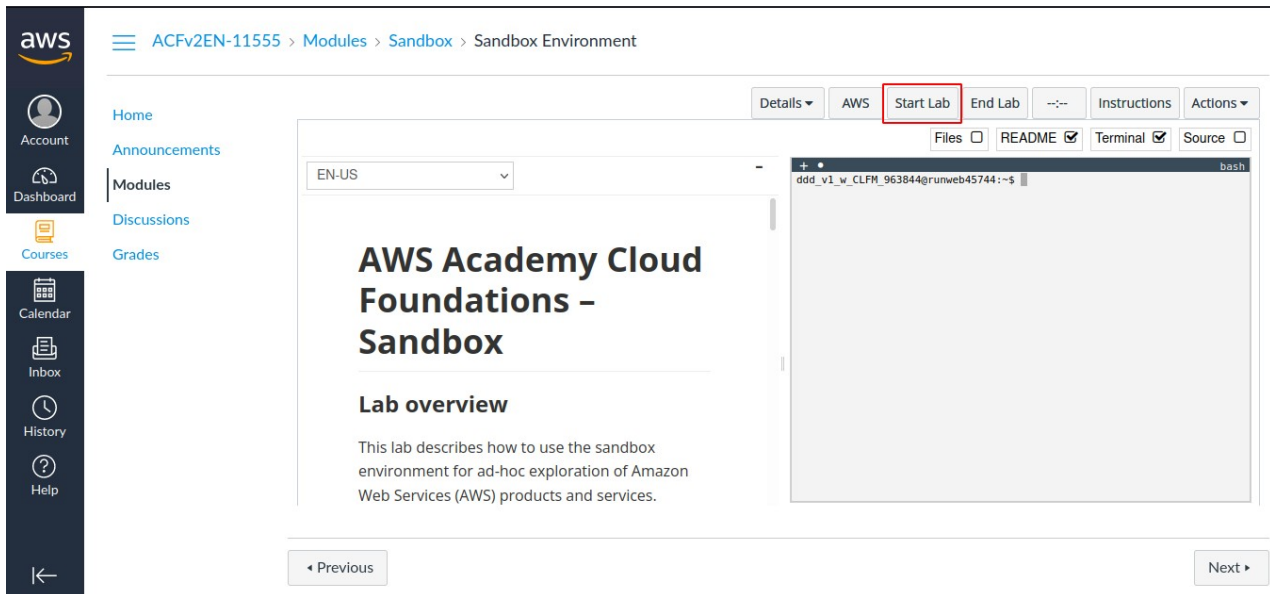 aws
ACFv2EN-11555 > Modules > Sandbox > Sandbox Environment
Account
Dashboard
Courses
Calendar
Inbox
History
Help
Home
Announcements
Modules
Discussions
Grades
Details AWS Start Lab End Lab --:-- Instructions Actions
Files README Terminal Source
EN-US
-
AWS Academy Cloud
Foundations –
Sandbox
Lab overview
This lab describes how to use the sandbox
environment for ad-hoc exploration of Amazon
Web Services (AWS) products and services.
+ • bash
ddd_v1_w_CLFM_963844@runweb45744:~$
Previous
Next